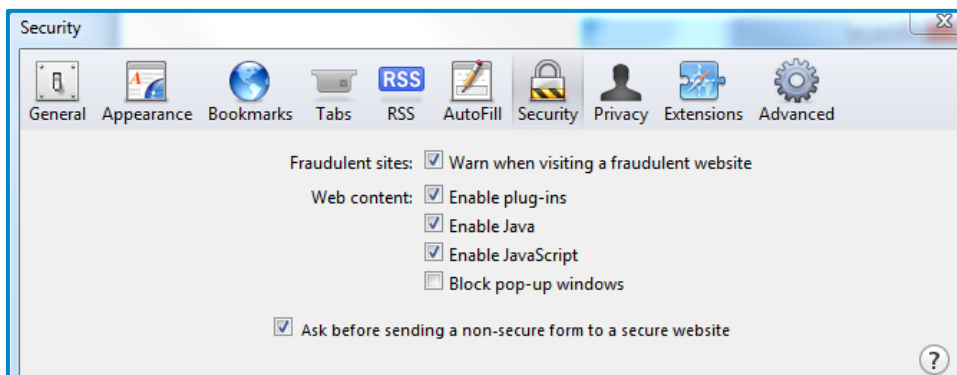 Security
RSS
General Appearance Bookmarks Tabs RSS AutoFill Security Privacy Extensions Advanced
Fraudulent sites: Warn when visiting a fraudulent website
Web content: Enable plug-ins
Enable Java
Enable JavaScript
Block pop-up windows
Ask before sending a non-secure form to a secure website
?